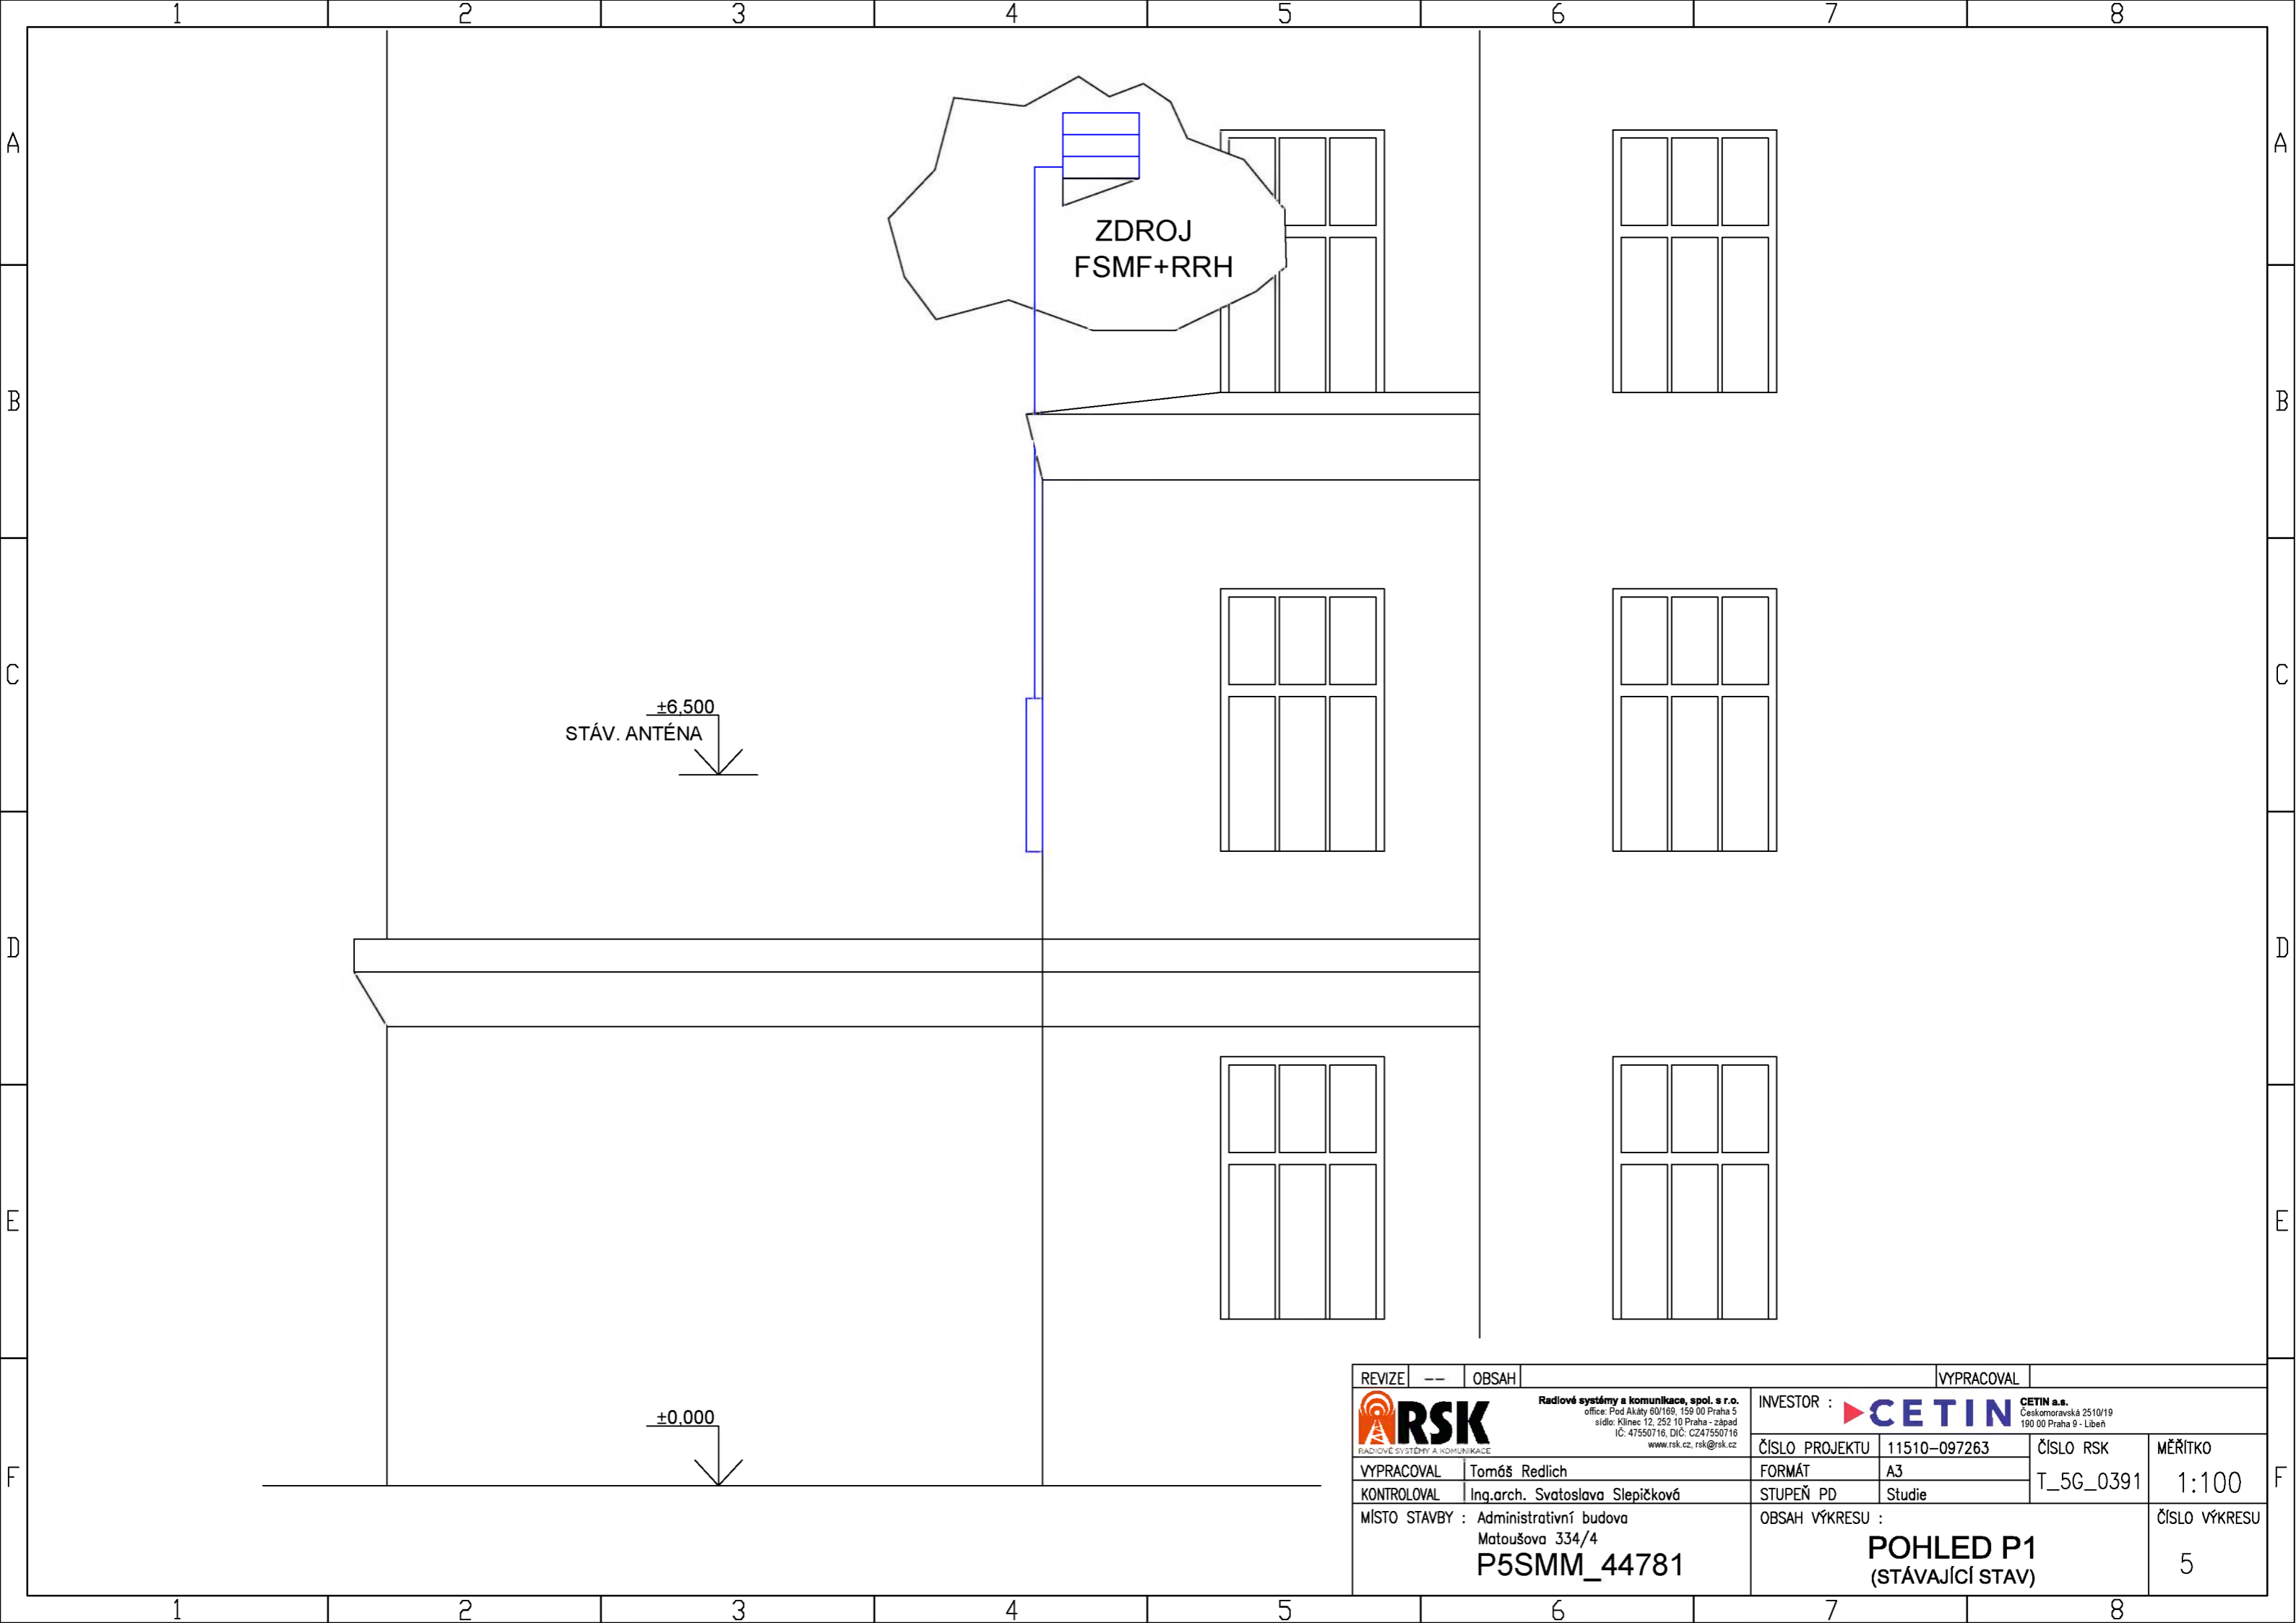 1 2 3 4 5 6 7 8
A A
ZDROJ
FSMF+RRH
B B
C C
±6,500
STÁV. ANTÉNA
D D
E E
±0,000
F F
REVIZE -- OBSAH VYPRACOVAL
RSK
RADIOVÉ SYSTÉMY A KOMUNIKACE
Radiové systémy a komunikace, spol. s r.o.
office: Pod Akáty 60/169, 159 00 Praha 5
sídlo: Klínec 12, 252 10 Praha - západ
IČ: 47550716, DIČ: CZ47550716
www.rsk.cz, rsk@rsk.cz
INVESTOR : CETIN
CETIN a.s.
Českomoravská 2510/19
190 00 Praha 9 - Libeň
ČÍSLO PROJEKTU 11510-097263
ČÍSLO RSK
T_5G_0391
MĚŘÍTKO
1:100
VYPRACOVAL Tomáš Redlich
FORMÁT A3
KONTROLOVAL Ing.arch. Svatoslava Slepičková
STUPEŇ PD Studie
MÍSTO STAVBY : Administrativní budova
Matoušova 334/4
P5SMM_44781
OBSAH VÝKRESU :
POHLED P1
(STÁVAJÍCÍ STAV)
ČÍSLO VÝKRESU
5
1 2 3 4 5 6 7 8